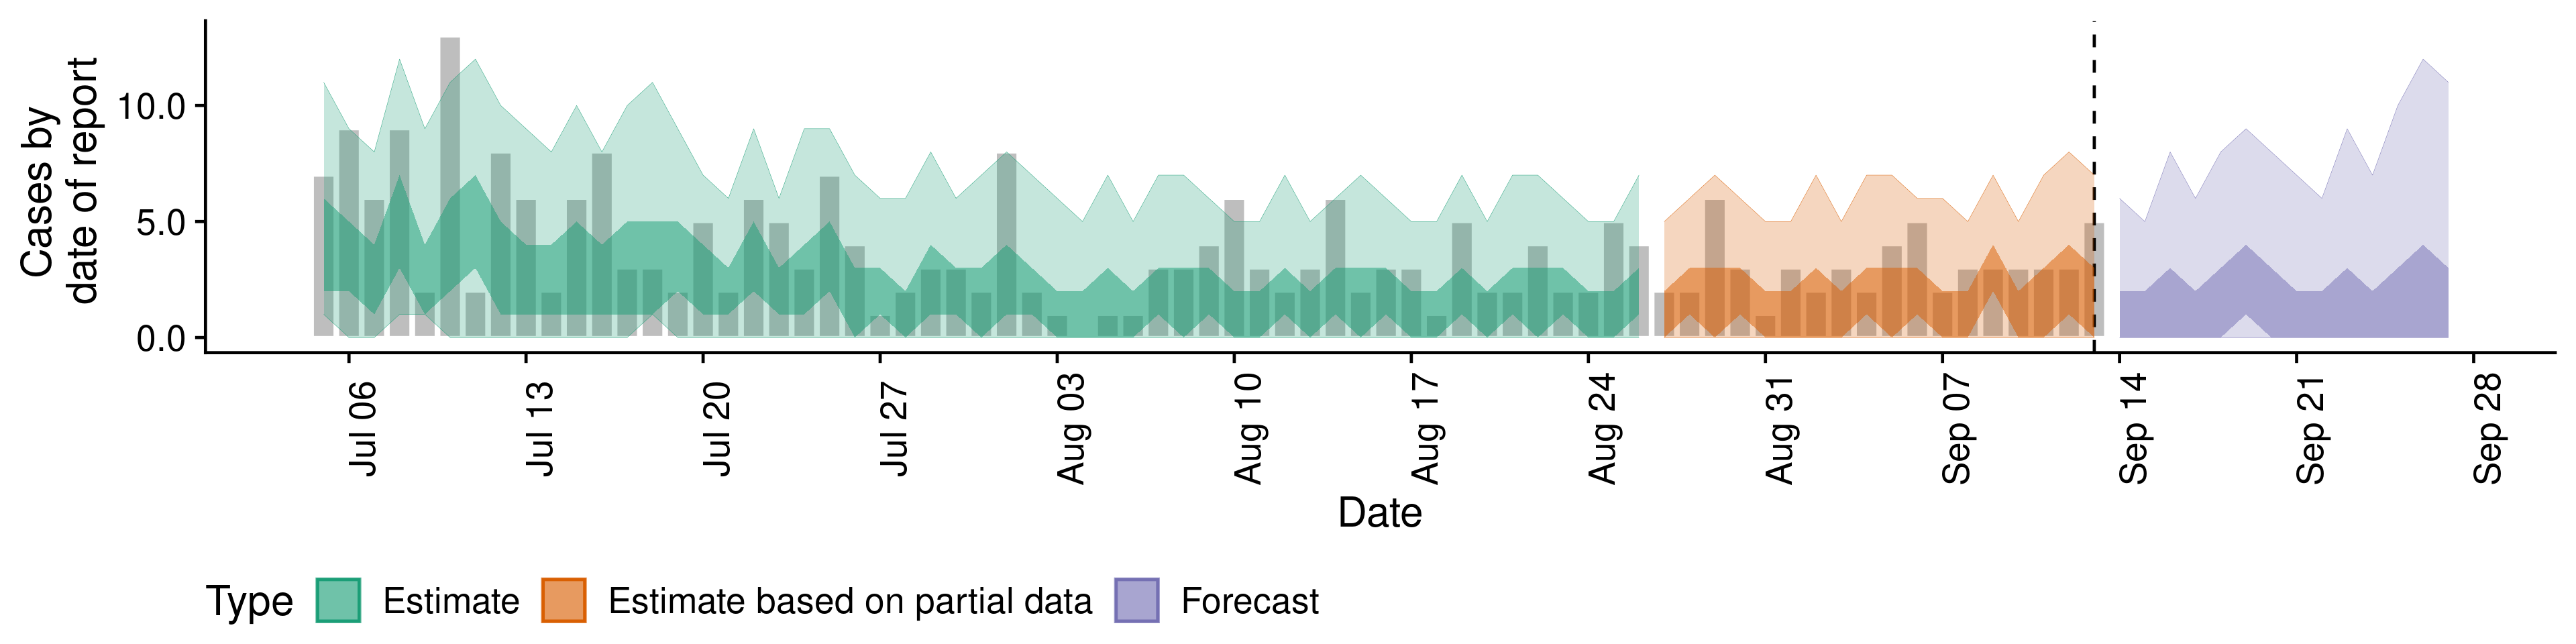 Cases by
date of report
10.0
5.0
0.0
Jul 06
Jul 13
Jul 20
Jul 27
Aug 03
Aug 10
Aug 17
Aug 24
Aug 31
Sep 07
Sep 14
Sep 21
Sep 28
Date
Type Estimate Estimate based on partial data Forecast